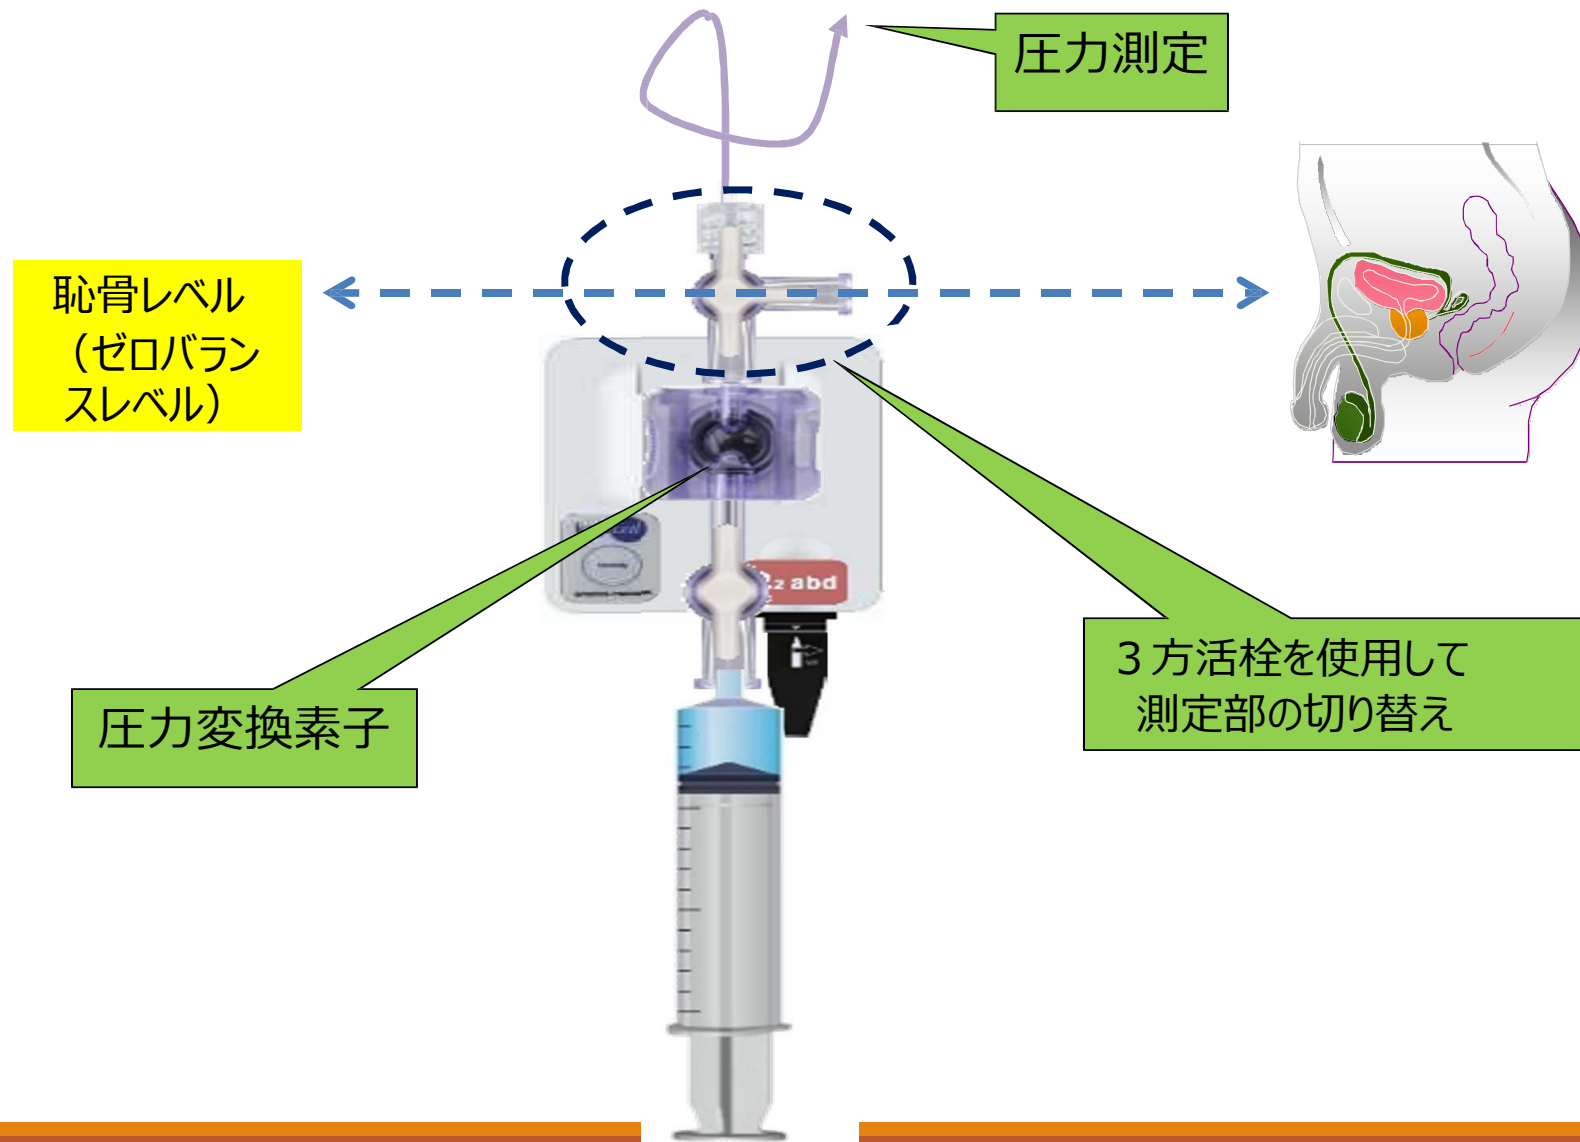 圧力測定
恥骨レベル
（ゼロバラン
スレベル）
2 abd
圧力変換素子
３方活栓を使用して
測定部の切り替え